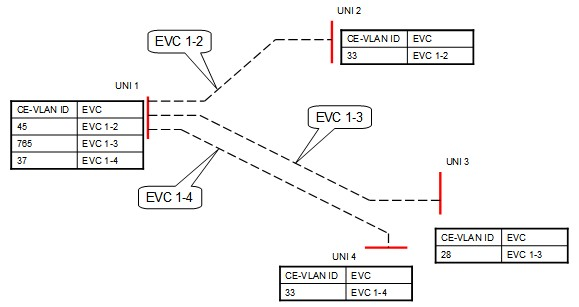 UNI 2
CE-VLAN ID EVC
33 EVC 1-2
EVC 1-2
UNI 1
CE-VLAN ID EVC
45 EVC 1-2
765 EVC 1-3
37 EVC 1-4
EVC 1-3
EVC 1-4
UNI 3
CE-VLAN ID EVC
28 EVC 1-3
UNI 4
CE-VLAN ID EVC
33 EVC 1-4